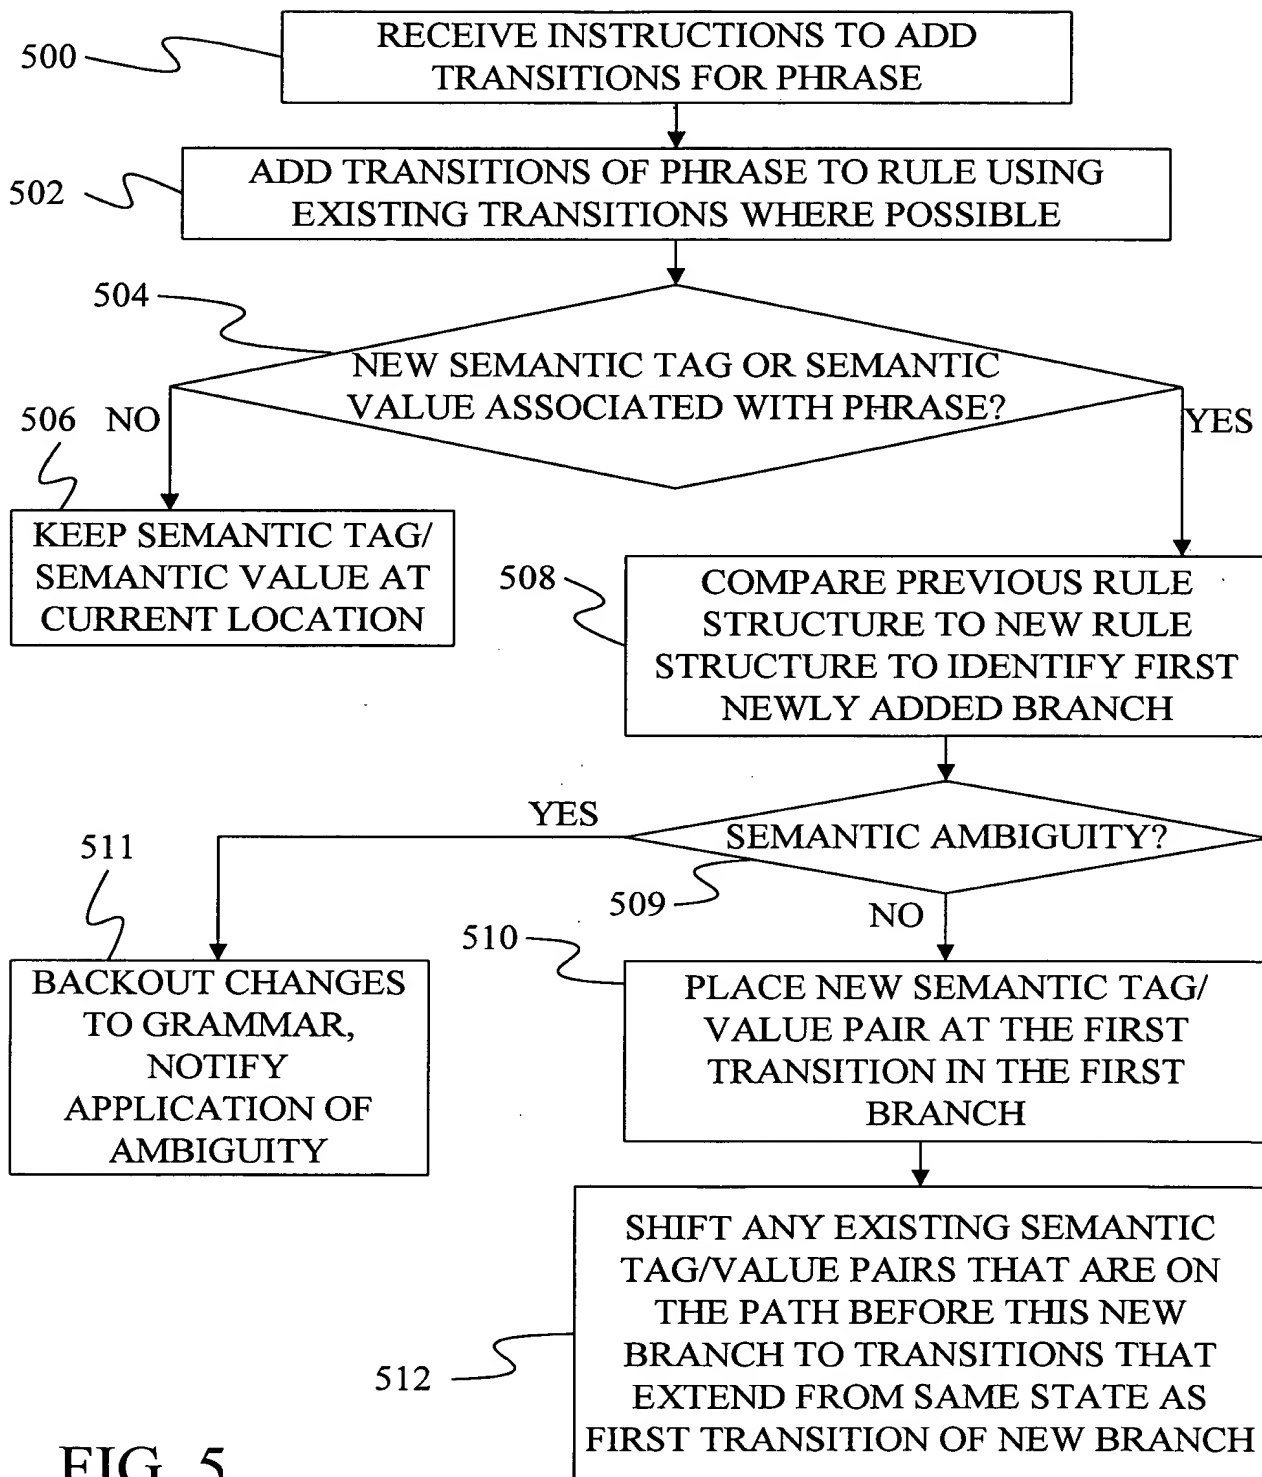 500
RECEIVE INSTRUCTIONS TO ADD
TRANSITIONS FOR PHRASE
502
ADD TRANSITIONS OF PHRASE TO RULE USING
EXISTING TRANSITIONS WHERE POSSIBLE
504
NEW SEMANTIC TAG OR SEMANTIC
VALUE ASSOCIATED WITH PHRASE?
506 NO
YES
KEEP SEMANTIC TAG/
SEMANTIC VALUE AT
CURRENT LOCATION
508
COMPARE PREVIOUS RULE
STRUCTURE TO NEW RULE
STRUCTURE TO IDENTIFY FIRST
NEWLY ADDED BRANCH
YES
SEMANTIC AMBIGUITY?
509
NO
511
BACKOUT CHANGES
TO GRAMMAR,
NOTIFY
APPLICATION OF
AMBIGUITY
510
PLACE NEW SEMANTIC TAG/
VALUE PAIR AT THE FIRST
TRANSITION IN THE FIRST
BRANCH
512
SHIFT ANY EXISTING SEMANTIC
TAG/VALUE PAIRS THAT ARE ON
THE PATH BEFORE THIS NEW
BRANCH TO TRANSITIONS THAT
EXTEND FROM SAME STATE AS
FIRST TRANSITION OF NEW BRANCH
FIG. 5